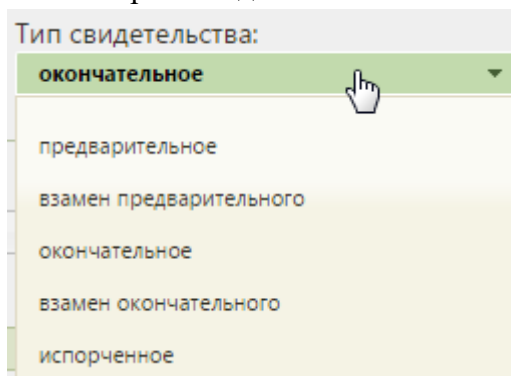 Тип свидетельства:
окончательное
предварительное
взамен предварительного
окончательное
взамен окончательного
испорченное